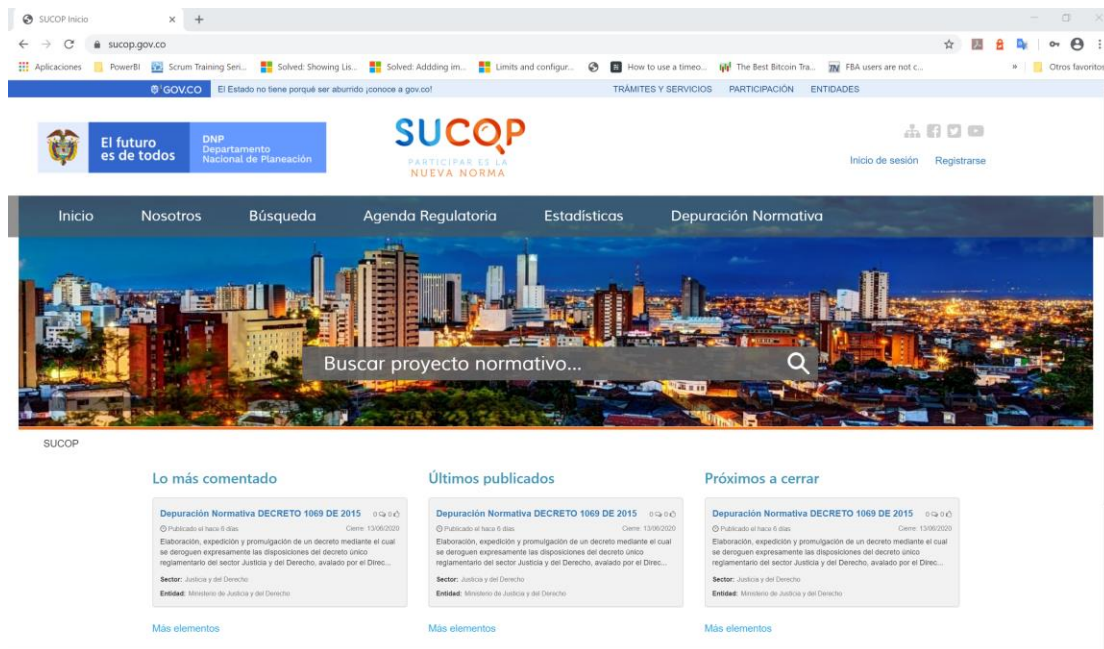 SUCOP Inicio
sucop.gov.co
Aplicaciones PowerBI Scrum Training Seri... Solved: Showing Lis... Solved: Addding im... Limits and configur... How to use a timeo... The Best Bitcoin Tra... FBA users are not c... » Otros favoritos
GOV.CO El Estado no tiene porqué ser aburrido ¡conoce a gov.co! TRÁMITES Y SERVICIOS PARTICIPACIÓN ENTIDADES
El futuro
es de todos
DNP
Departamento
Nacional de Planeación
SUCOP
PARTICIPAR ES LA
NUEVA NORMA
Inicio de sesión Registrarse
Inicio Nosotros Búsqueda Agenda Regulatoria Estadísticas Depuración Normativa
Buscar proyecto normativo...
SUCOP
Lo más comentado
Depuración Normativa DECRETO 1069 DE 2015 0 0
Publicado el hace 6 días Cierre: 13/06/2020
Elaboración, expedición y promulgación de un decreto mediante el cual
se deroguen expresamente las disposiciones del decreto único
reglamentario del sector Justicia y del Derecho, avalado por el Direc...
Sector: Justicia y del Derecho
Entidad: Ministerio de Justicia y del Derecho
Más elementos
Últimos publicados
Depuración Normativa DECRETO 1069 DE 2015 0 0
Publicado el hace 6 días Cierre: 13/06/2020
Elaboración, expedición y promulgación de un decreto mediante el cual
se deroguen expresamente las disposiciones del decreto único
reglamentario del sector Justicia y del Derecho, avalado por el Direc...
Sector: Justicia y del Derecho
Entidad: Ministerio de Justicia y del Derecho
Más elementos
Próximos a cerrar
Depuración Normativa DECRETO 1069 DE 2015 0 0
Publicado el hace 6 días Cierre: 13/06/2020
Elaboración, expedición y promulgación de un decreto mediante el cual
se deroguen expresamente las disposiciones del decreto único
reglamentario del sector Justicia y del Derecho, avalado por el Direc...
Sector: Justicia y del Derecho
Entidad: Ministerio de Justicia y del Derecho
Más elementos